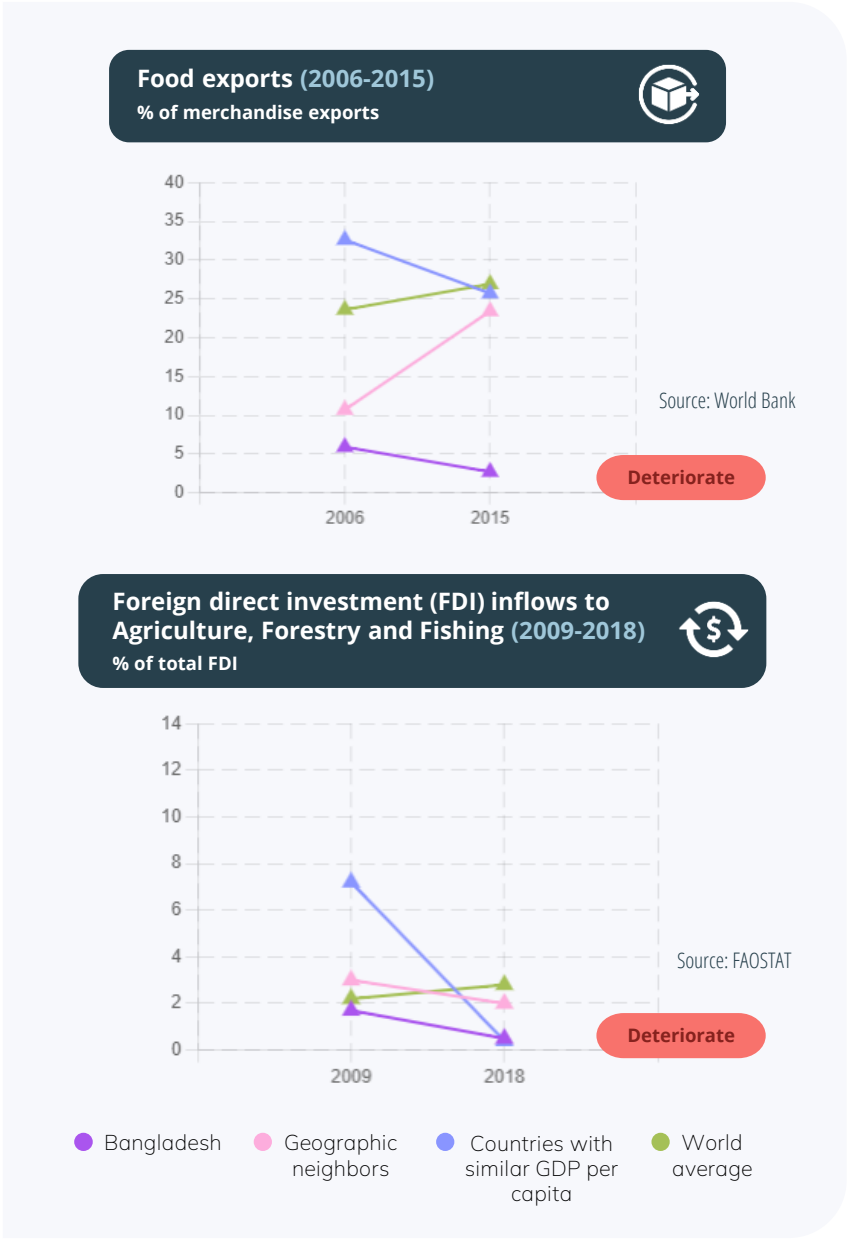 Food exports (2006-2015)
% of merchandise exports
40
35
30
25
20
15
10
5
0
2006
2015
Source: World Bank
Deteriorate
Foreign direct investment (FDI) inflows to
Agriculture, Forestry and Fishing (2009-2018)
% of total FDI
$
14
12
10
8
6
4
2
0
2009
2018
Source: FAOSTAT
Deteriorate
Bangladesh
Geographic
neighbors
Countries with
similar GDP per
capita
World
average